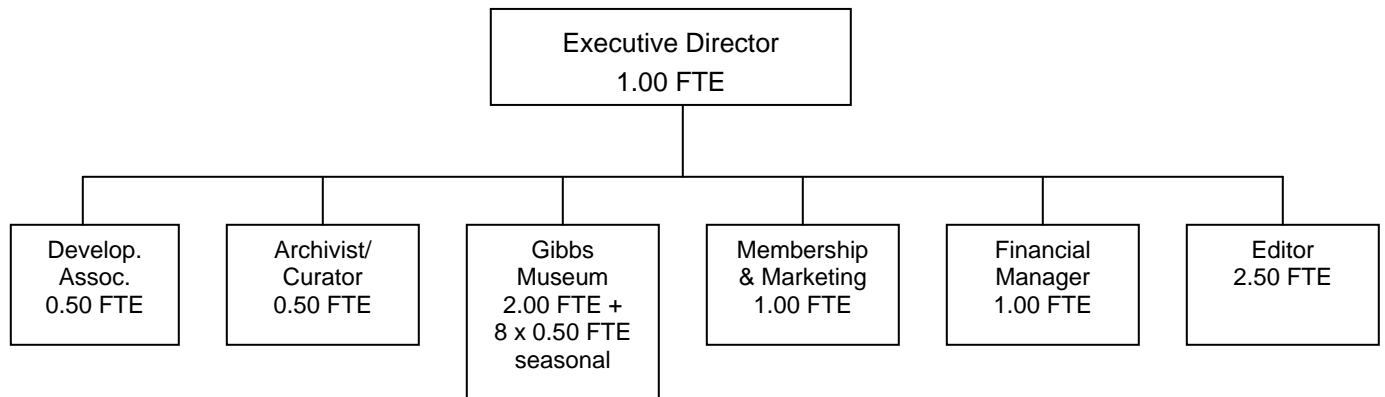 Executive Director
1.00 FTE
Develop.
Assoc.
0.50 FTE
Archivist/
Curator
0.50 FTE
Gibbs
Museum
2.00 FTE +
8 x 0.50 FTE
seasonal
Membership
& Marketing
1.00 FTE
Financial
Manager
1.00 FTE
Editor
2.50 FTE